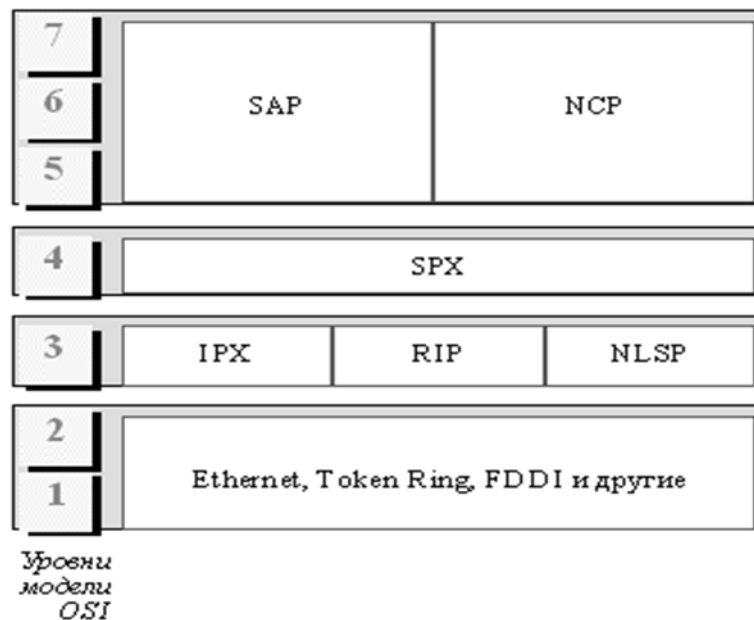 7
6
SAP NCP
5
4
SPX
3
IPX RIP NLSP
2
Ethernet, Token Ring, FDDI и другие
1
Уровни
модели
OSI